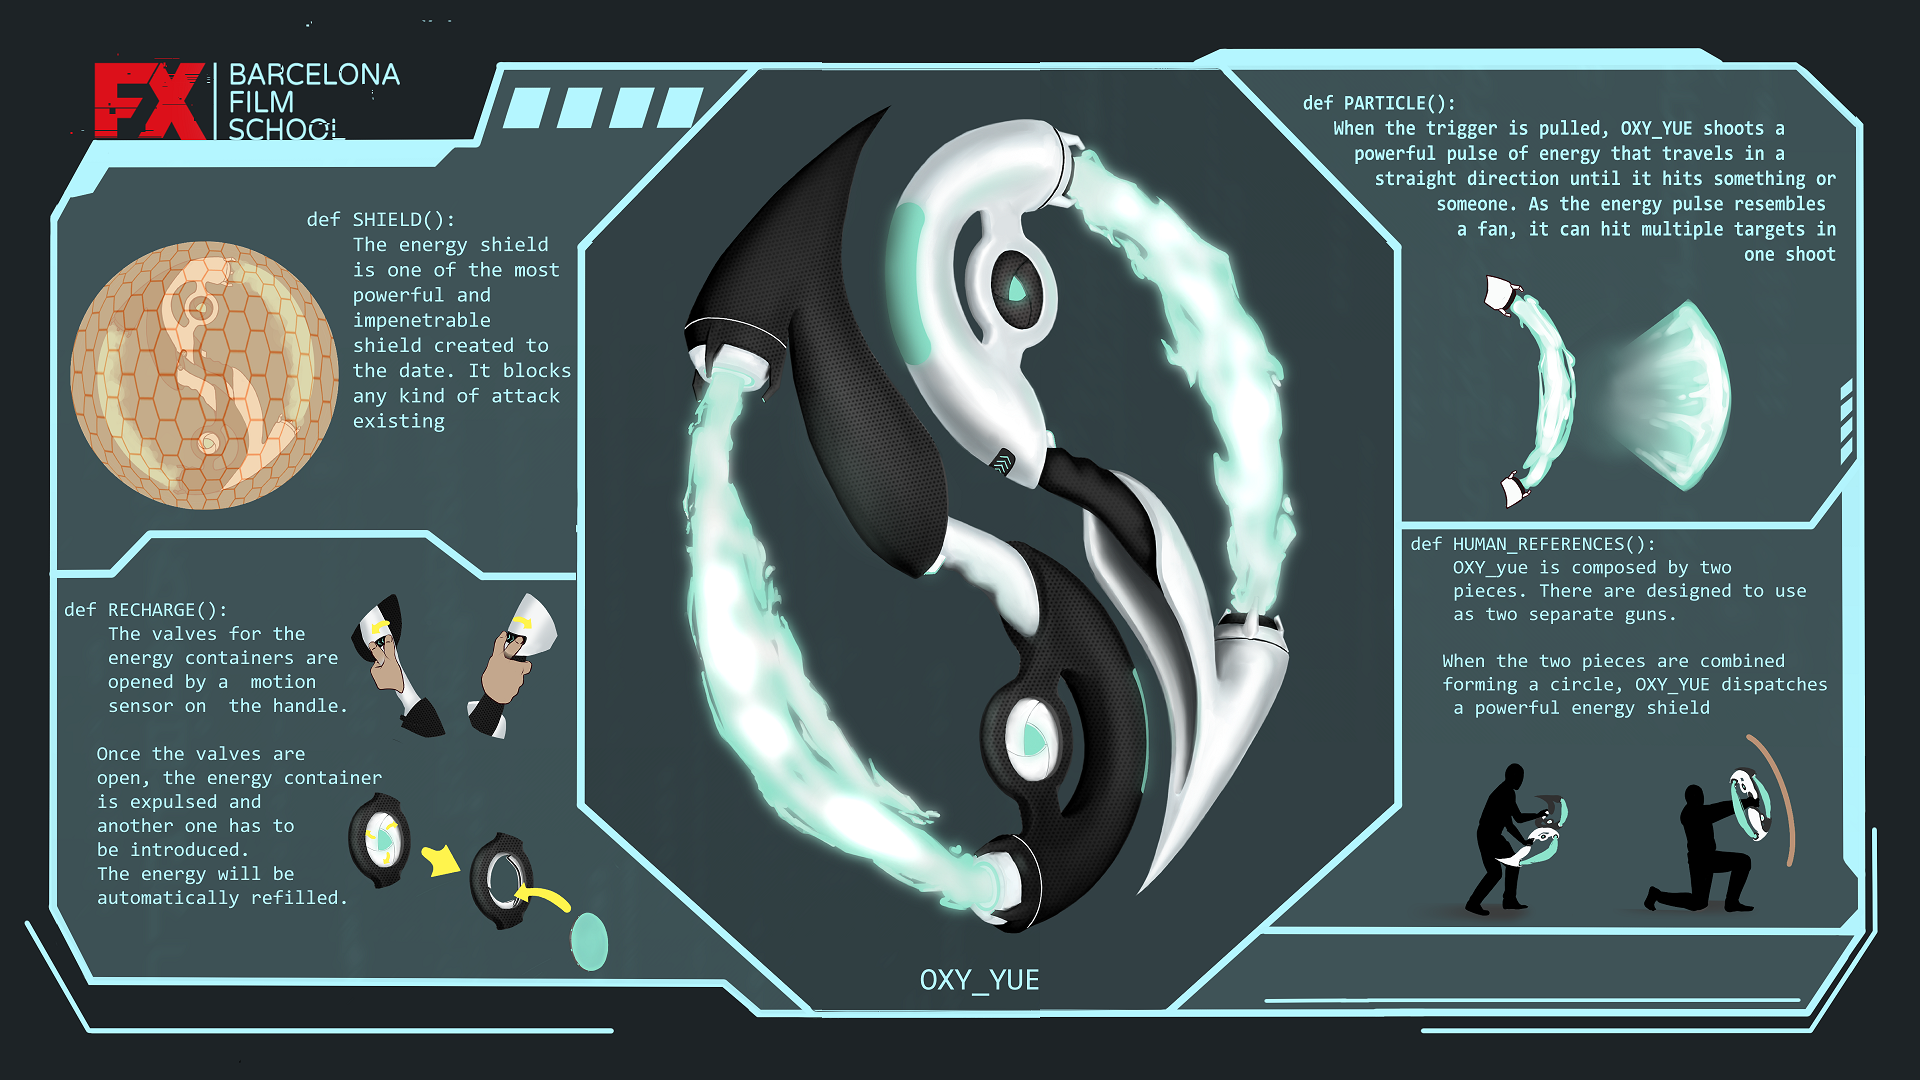 FX
BARCELONA
FILM
SCHOOL
def SHIELD():
The energy shield
is one of the most
powerful and
impenetrable
shield created to
the date. It blocks
any kind of attack
existing
def RECHARGE():
The valves for the
energy containers are
opened by a motion
sensor on the handle.
Once the valves are
open, the energy container
is expulsed and
another one has to
be introduced.
The energy will be
automatically refilled.
OXY_YUE
def PARTICLE():
When the trigger is pulled, OXY_YUE shoots a
powerful pulse of energy that travels in a
straight direction until it hits something or
someone. As the energy pulse resembles
a fan, it can hit multiple targets in
one shoot
def HUMAN_REFERENCES():
OXY_yue is composed by two
pieces. There are designed to use
as two separate guns.
When the two pieces are combined
forming a circle, OXY_YUE dispatches
a powerful energy shield